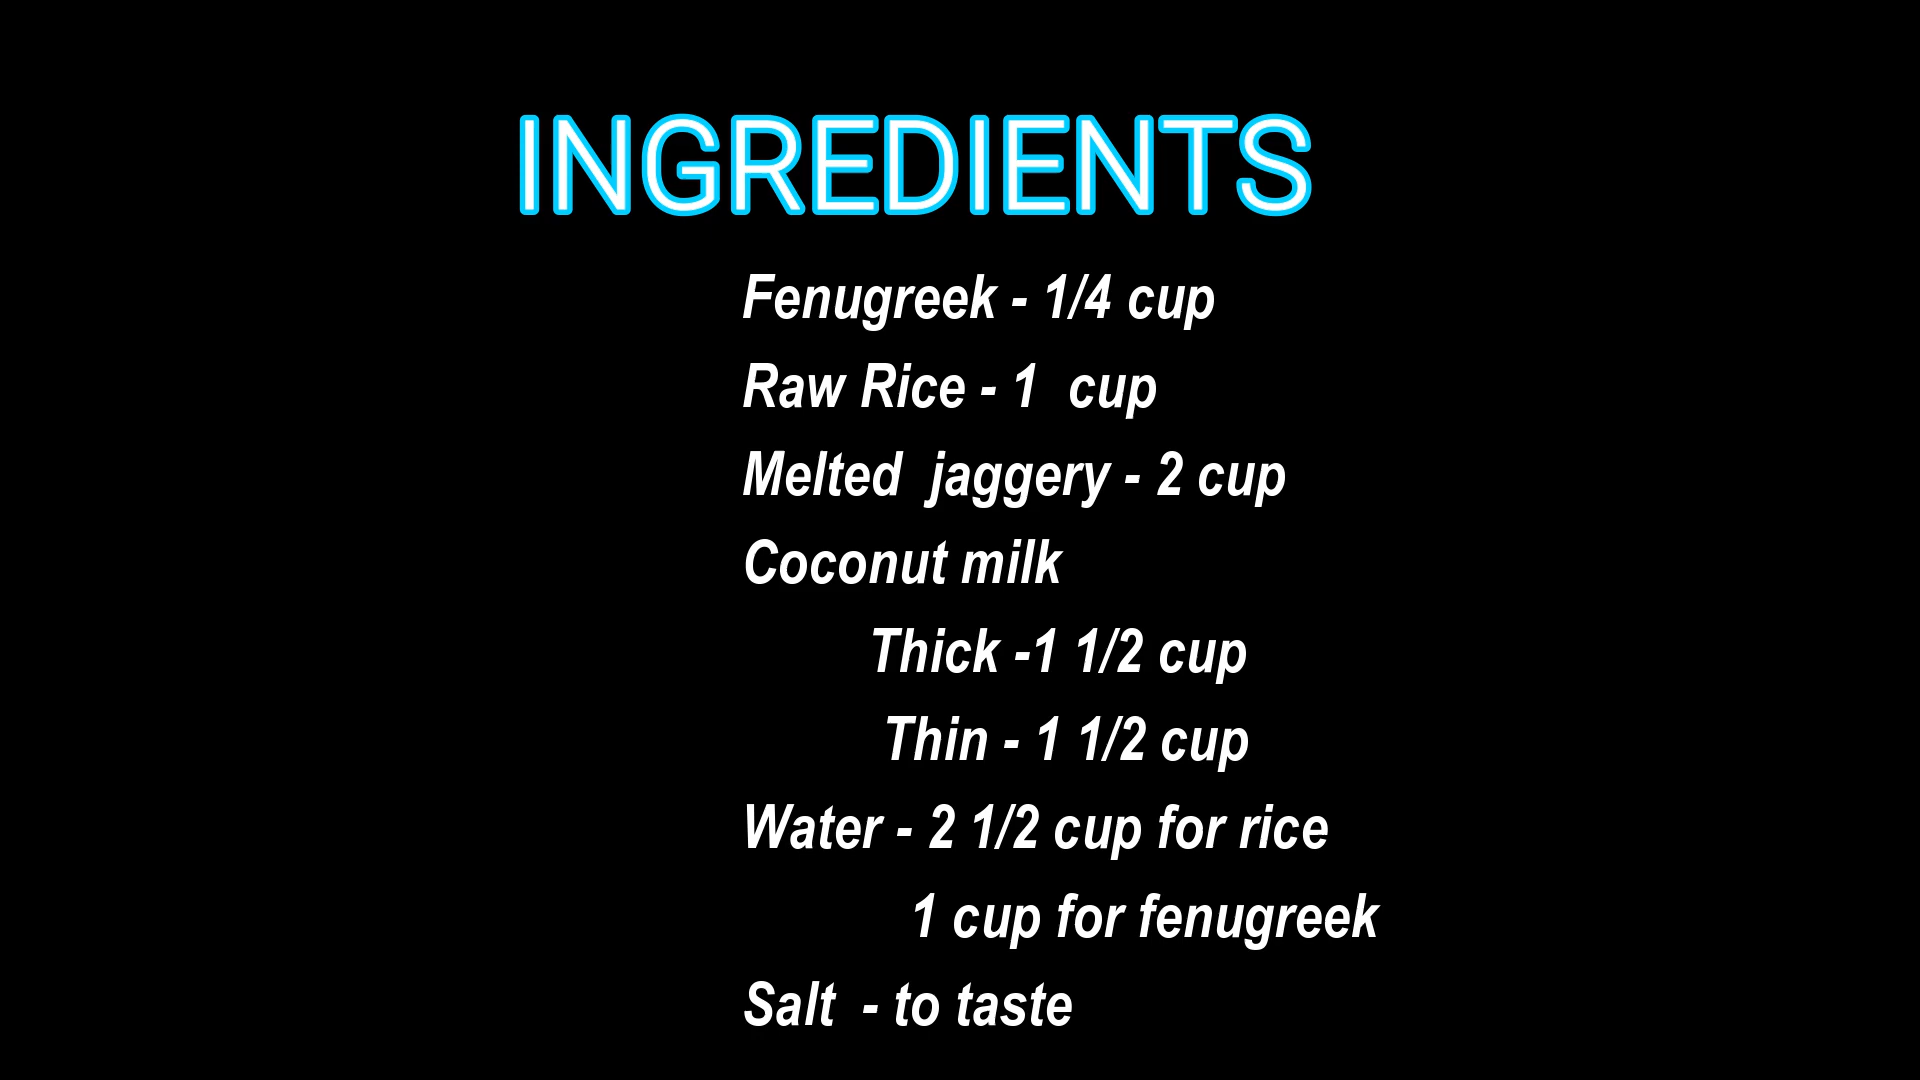 INGREDIENTS
Fenugreek - 1/4 cup
Raw Rice - 1 cup
Melted jaggery - 2 cup
Coconut milk
Thick -1 1/2 cup
Thin - 1 1/2 cup
Water - 2 1/2 cup for rice
1 cup for fenugreek
Salt - to taste